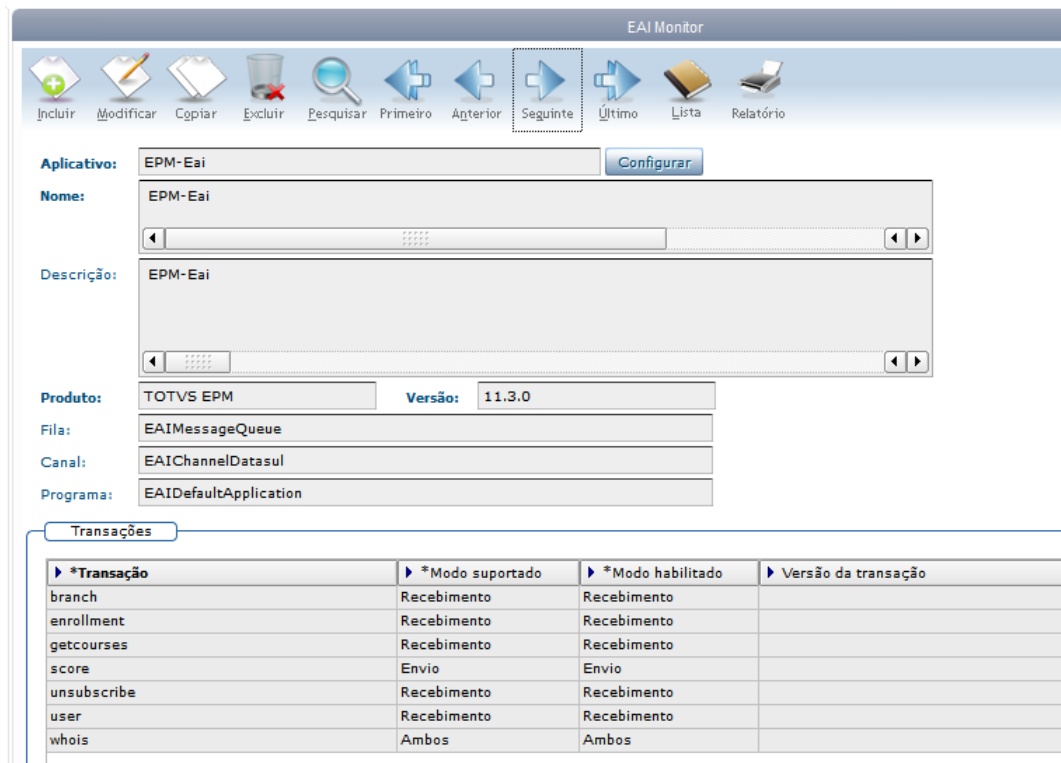 EAI Monitor
Incluir Modificar Copiar Excluir Pesquisar Primeiro Anterior Seguinte Último Lista Relatório
Aplicativo: EPM-Eai Configurar
Nome: EPM-Eai
Descrição: EPM-Eai
Produto: TOTVS EPM Versão: 11.3.0
Fila: EAIMessageQueue
Canal: EAIChannelDatasul
Programa: EAIDefaultApplication
Transações
*Transação *Modo suportado *Modo habilitado Versão da transação
branch Recebimento Recebimento
enrollment Recebimento Recebimento
getcourses Recebimento Recebimento
score Envio Envio
unsubscribe Recebimento Recebimento
user Recebimento Recebimento
whois Ambos Ambos